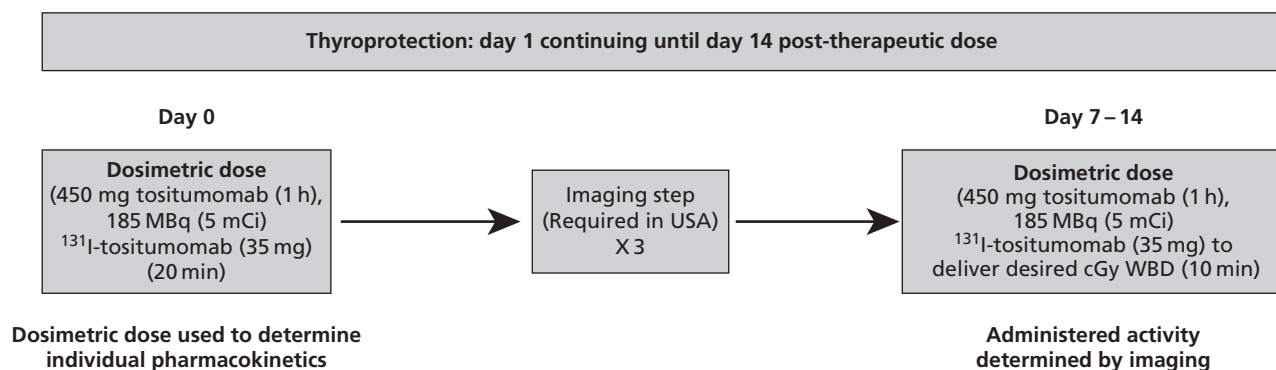 Thyroprotection: day 1 continuing until day 14 post-therapeutic dose
Day 0
Dosimetric dose
(450 mg tositumomab (1 h),
185 MBq (5 mCi)
¹³¹I-tositumomab (35 mg)
(20 min)
Dosimetric dose used to determine
individual pharmacokinetics
Imaging step
(Required in USA)
X 3
Day 7 – 14
Dosimetric dose
(450 mg tositumomab (1 h),
185 MBq (5 mCi)
¹³¹I-tositumomab (35 mg) to
deliver desired cGy WBD (10 min)
Administered activity
determined by imaging